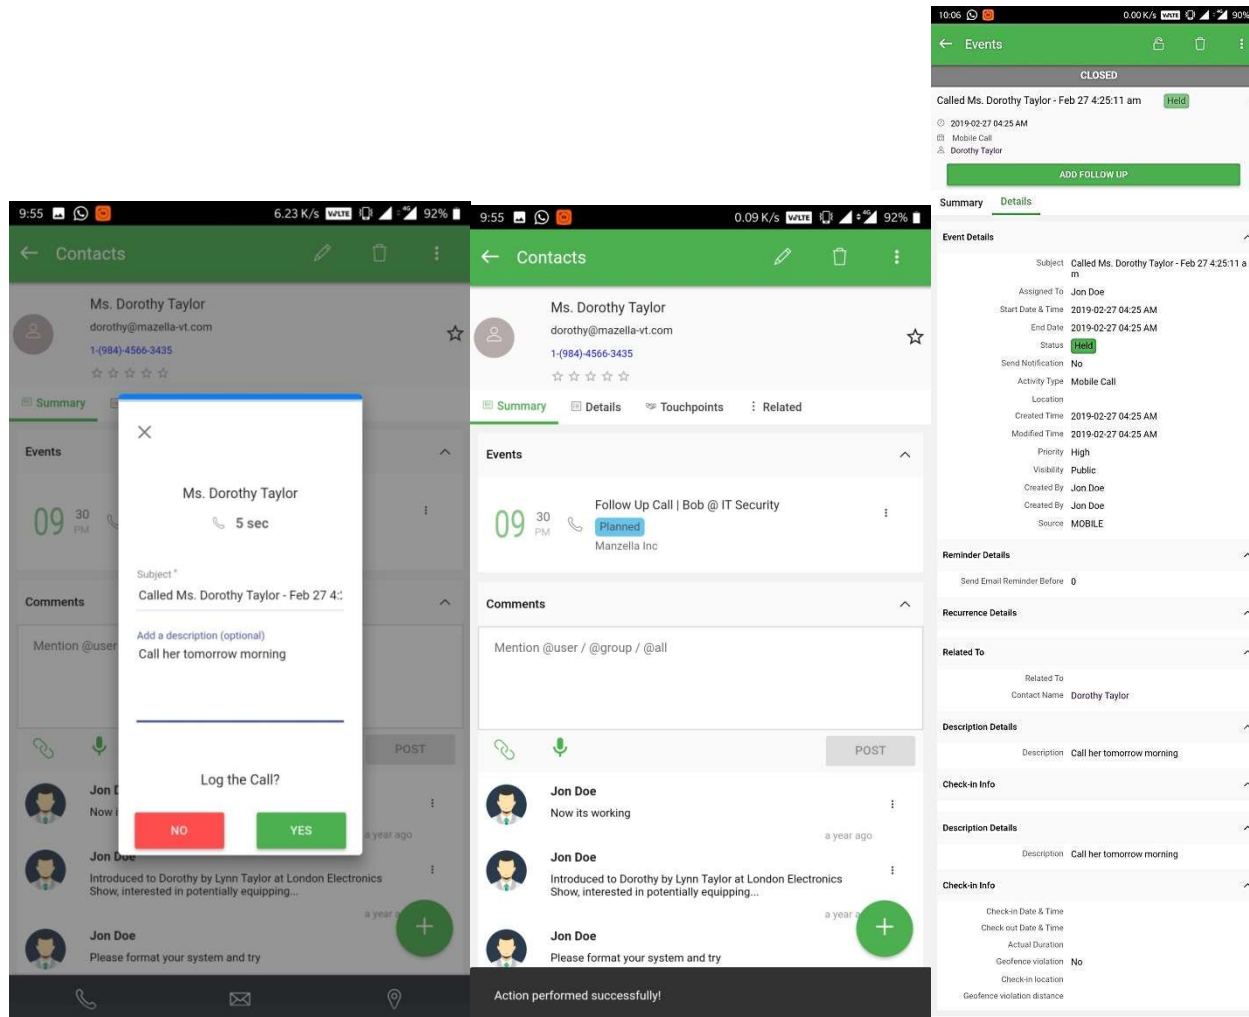 9:55 6.23 K/s VoLTE 4G 92%
Contacts
Ms. Dorothy Taylor
dorothy@mazella-vt.com
1-(984)-4566-3435
Summary
Events
09 30 PM
Ms. Dorothy Taylor
5 sec
Subject *
Called Ms. Dorothy Taylor - Feb 27 4:
Add a description (optional)
Call her tomorrow morning
Log the Call?
NO YES
Comments
Mention @user
POST
Jon D
Now i
a year ago
Jon Doe
Introduced to Dorothy by Lynn Taylor at London Electronics
Show, interested in potentially equipping...
a year a
Jon Doe
Please format your system and try
9:55 0.09 K/s VoLTE 4G 92%
Contacts
Ms. Dorothy Taylor
dorothy@mazella-vt.com
1-(984)-4566-3435
Summary Details Touchpoints Related
Events
09 30 PM
Follow Up Call | Bob @ IT Security
Planned
Manzella Inc
Comments
Mention @user / @group / @all
POST
Jon Doe
Now its working
a year ago
Jon Doe
Introduced to Dorothy by Lynn Taylor at London Electronics
Show, interested in potentially equipping...
a year a
Jon Doe
Please format your system and try
Action performed successfully!
10:06 0.00 K/s VoLTE 4G 90%
Events
CLOSED
Called Ms. Dorothy Taylor - Feb 27 4:25:11 am Held
2019-02-27 04:25 AM
Mobile Call
Dorothy Taylor
ADD FOLLOW UP
Summary Details
Event Details
Subject Called Ms. Dorothy Taylor - Feb 27 4:25:11 a
m
Assigned To Jon Doe
Start Date & Time 2019-02-27 04:25 AM
End Date 2019-02-27 04:25 AM
Status Held
Send Notification No
Activity Type Mobile Call
Location
Created Time 2019-02-27 04:25 AM
Modified Time 2019-02-27 04:25 AM
Priority High
Visibility Public
Created By Jon Doe
Created By Jon Doe
Source MOBILE
Reminder Details
Send Email Reminder Before 0
Recurrence Details
Related To
Related To
Contact Name Dorothy Taylor
Description Details
Description Call her tomorrow morning
Check-in Info
Description Details
Description Call her tomorrow morning
Check-in Info
Check-in Date & Time
Check out Date & Time
Actual Duration
Geofence violation No
Check-in location
Geofence violation distance